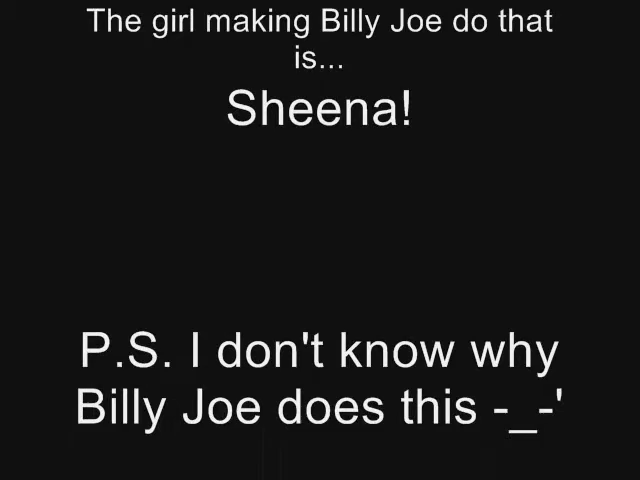 The girl making Billy Joe do that
is...
Sheena!
P.S. I don't know why
Billy Joe does this -_-'